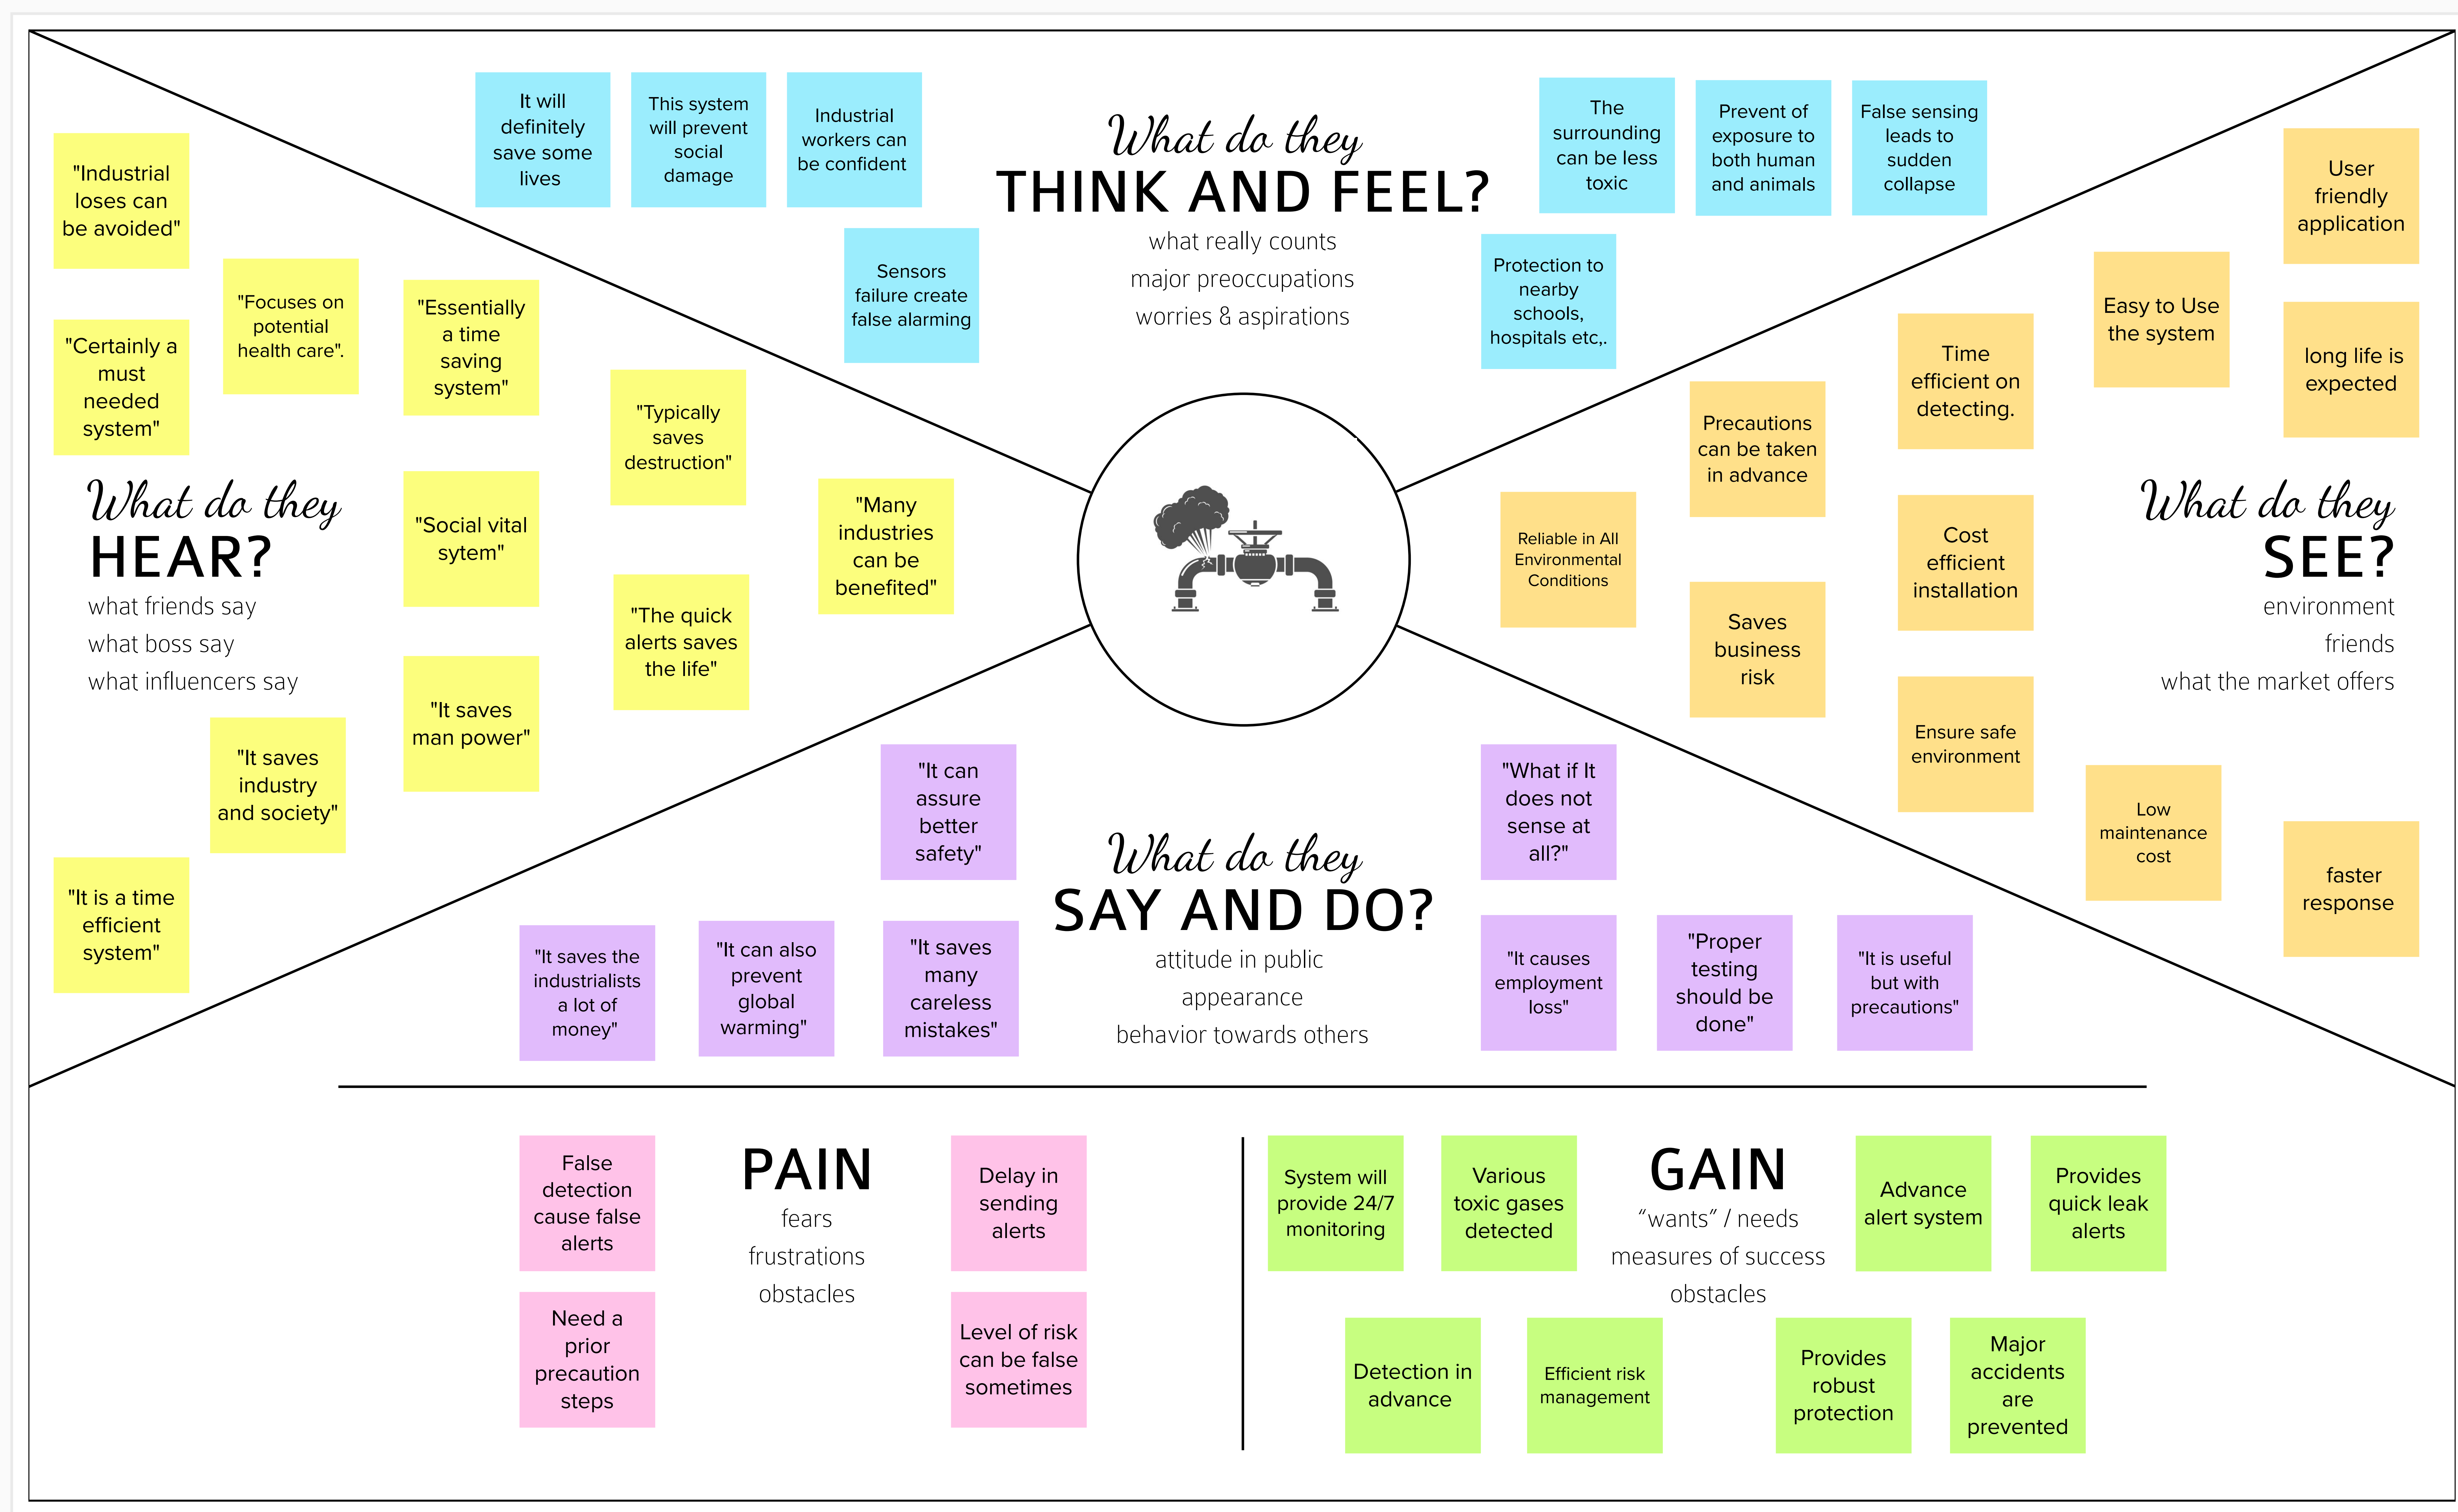 It will
definitely
save some
lives
This system
will prevent
social
damage
Industrial
workers can
be confident
Sensors
failure create
false alarming
What do they
THINK AND FEEL?
what really counts
major preoccupations
worries & aspirations
The
surrounding
can be less
toxic
Prevent of
exposure to
both human
and animals
False sensing
leads to
sudden
collapse
Protection to
nearby
schools,
hospitals etc,.
"Industrial
loses can
be avoided"
"Focuses on
potential
health care".
"Essentially
a time
saving
system"
"Certainly a
must
needed
system"
"Typically
saves
destruction"
What do they
HEAR?
what friends say
what boss say
what influencers say
"Social vital
sytem"
"Many
industries
can be
benefited"
"The quick
alerts saves
the life"
"It saves
man power"
"It saves
industry
and society"
"It is a time
efficient
system"
User
friendly
application
Easy to Use
the system
long life is
expected
Time
efficient on
detecting.
Precautions
can be taken
in advance
Reliable in All
Environmental
Conditions
Cost
efficient
installation
What do they
SEE?
environment
friends
what the market offers
Saves
business
risk
Ensure safe
environment
Low
maintenance
cost
faster
response
"It can
assure
better
safety"
"It saves the
industrialists
a lot of
money"
"It can also
prevent
global
warming"
"It saves
many
careless
mistakes"
What do they
SAY AND DO?
attitude in public
appearance
behavior towards others
"What if It
does not
sense at
all?"
"It causes
employment
loss"
"Proper
testing
should be
done"
"It is useful
but with
precautions"
False
detection
cause false
alerts
PAIN
fears
frustrations
obstacles
Delay in
sending
alerts
Need a
prior
precaution
steps
Level of risk
can be false
sometimes
System will
provide 24/7
monitoring
Various
toxic gases
detected
GAIN
“wants” / needs
measures of success
obstacles
Advance
alert system
Provides
quick leak
alerts
Detection in
advance
Efficient risk
management
Provides
robust
protection
Major
accidents
are
prevented